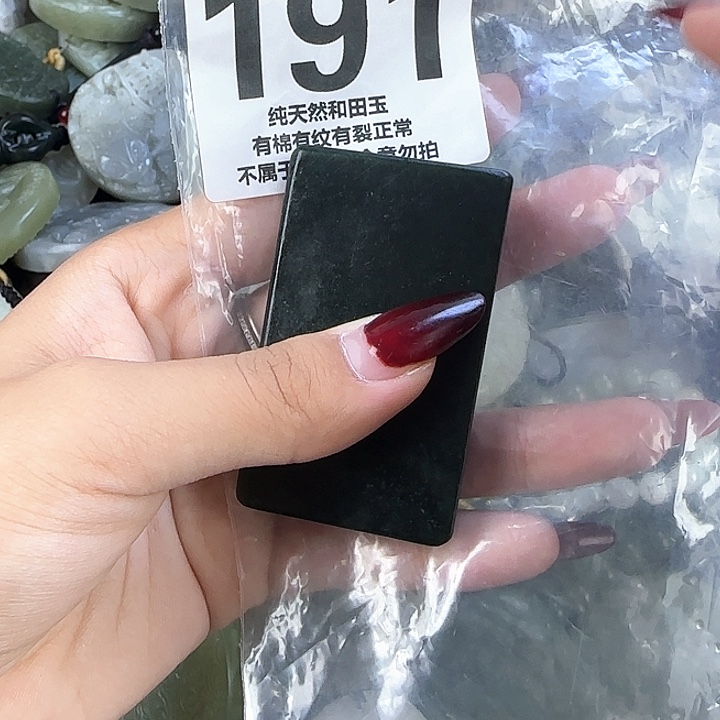 191
纯天然和田玉
有棉有纹有裂正常
不属于
意勿拍